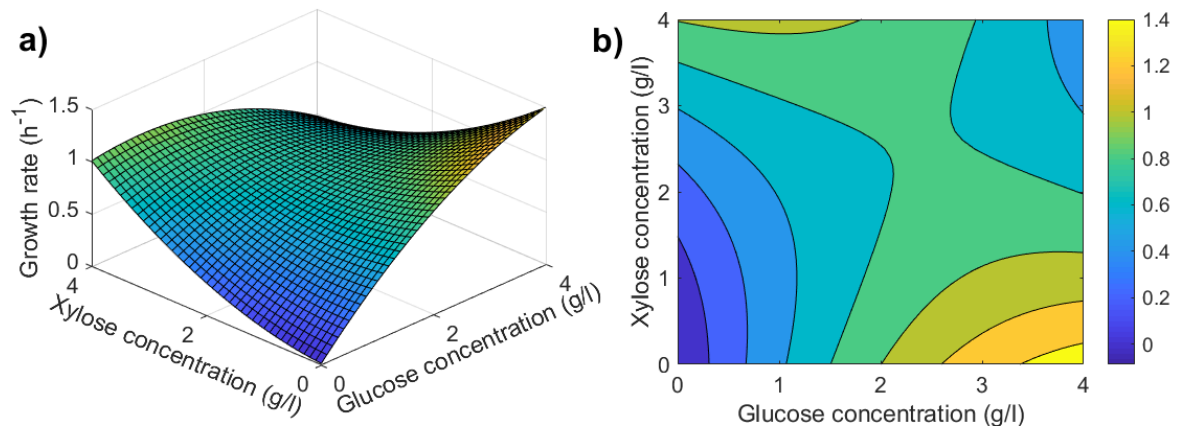 a)
1.5
1
0.5
0
Growth rate (h-1)
4
2
0
Xylose concentration (g/l)
0
2
4
Glucose concentration (g/l)
b)
4
3
2
1
0
Xylose concentration (g/l)
0 1 2 3 4
Glucose concentration (g/l)
1.4
1.2
1
0.8
0.6
0.4
0.2
0